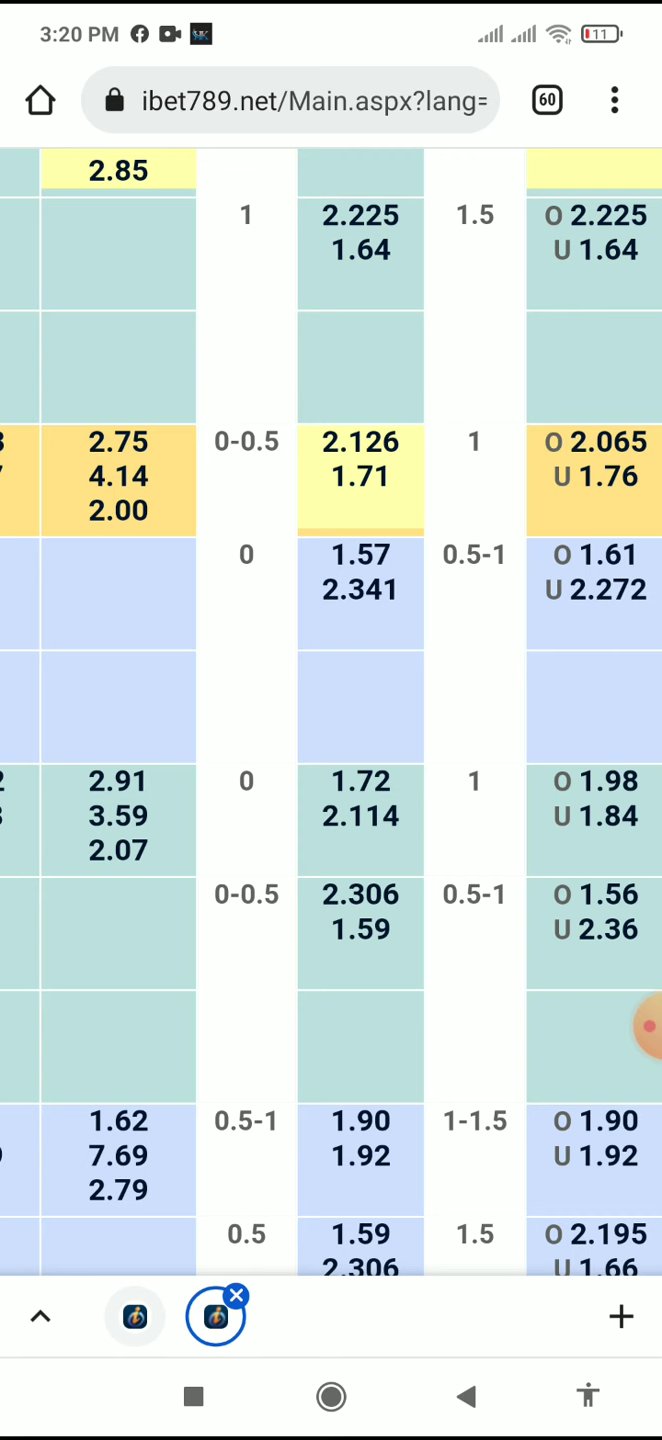 3:20 PM
11
ibet789.net/Main.aspx?lang=
60
2.85
1 2.225 1.5 O 2.225
1.64 U 1.64
2.75 0-0.5 2.126 1 O 2.065
4.14 1.71 U 1.76
2.00
0 1.57 0.5-1 O 1.61
2.341 U 2.272
2.91 0 1.72 1 O 1.98
3.59 2.114 U 1.84
2.07
0-0.5 2.306 0.5-1 O 1.56
1.59 U 2.36
1.62 0.5-1 1.90 1-1.5 O 1.90
7.69 1.92 U 1.92
2.79
0.5 1.59 1.5 O 2.195
2.306 U 1.66